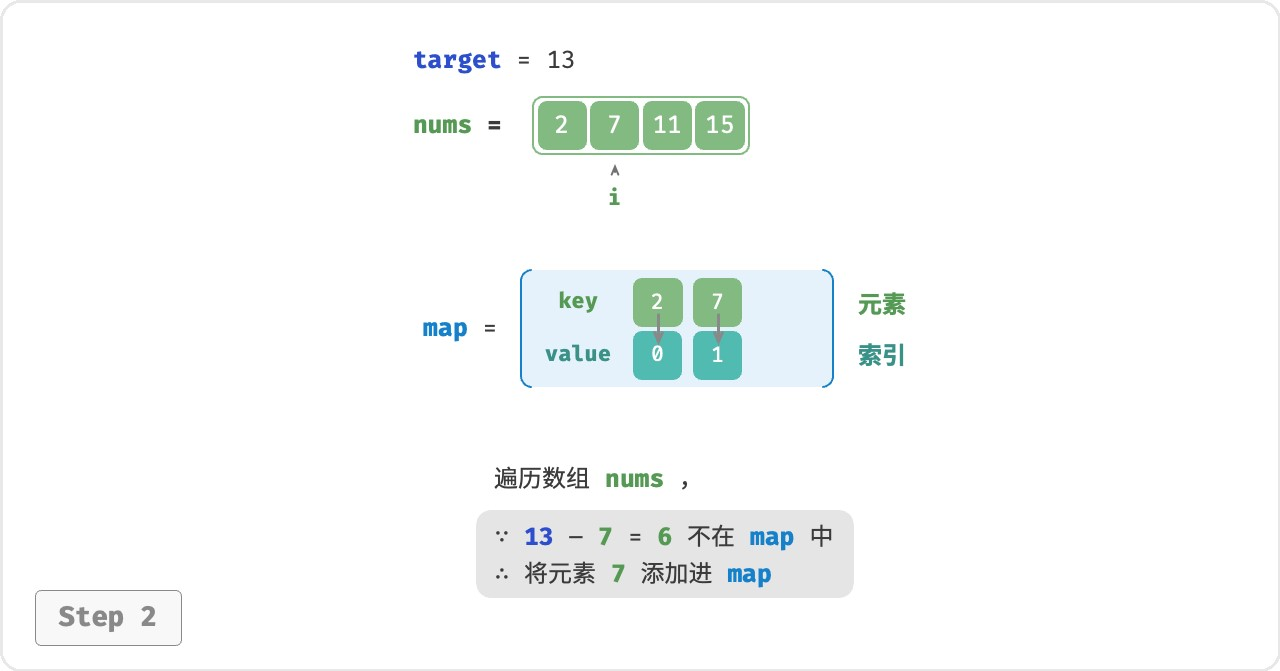 target = 13
nums = 2 7 11 15
i
key 2 7 元素
map =
value 0 1 索引
遍历数组 nums ，
∵ 13 − 7 = 6 不在 map 中
∴ 将元素 7 添加进 map
Step 2